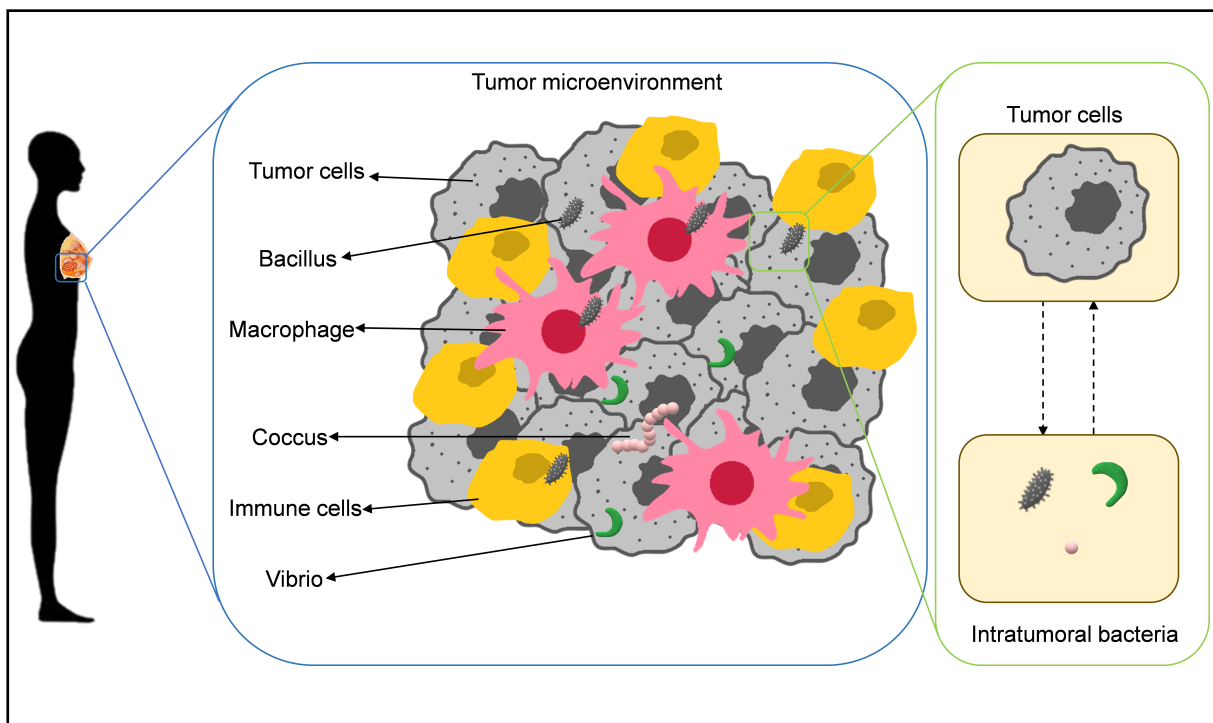 Tumor microenvironment
Tumor cells
Bacillus
Macrophage
Coccus
Immune cells
Vibrio
Tumor cells
Intratumoral bacteria